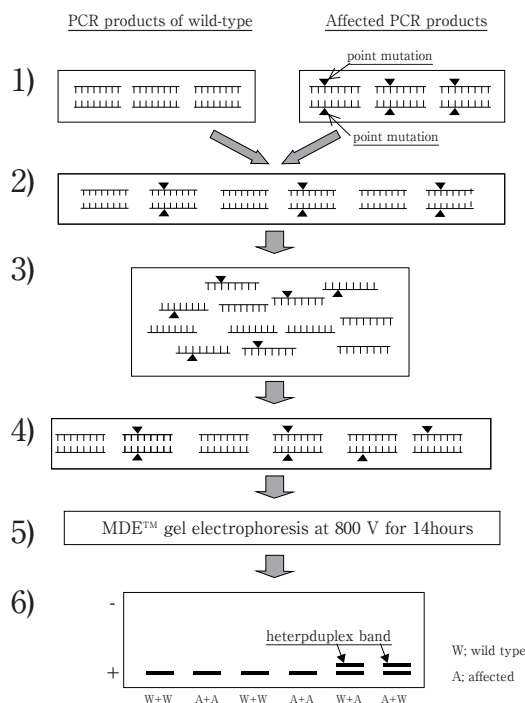 PCR products of wild-type
Affected PCR products
1)
point mutation
point mutation
2)
3)
4)
5)
MDE™ gel electrophoresis at 800 V for 14hours
6)
-
heterpduplex band
W; wild type
+
A; affected
W+W A+A W+W A+A W+A A+W